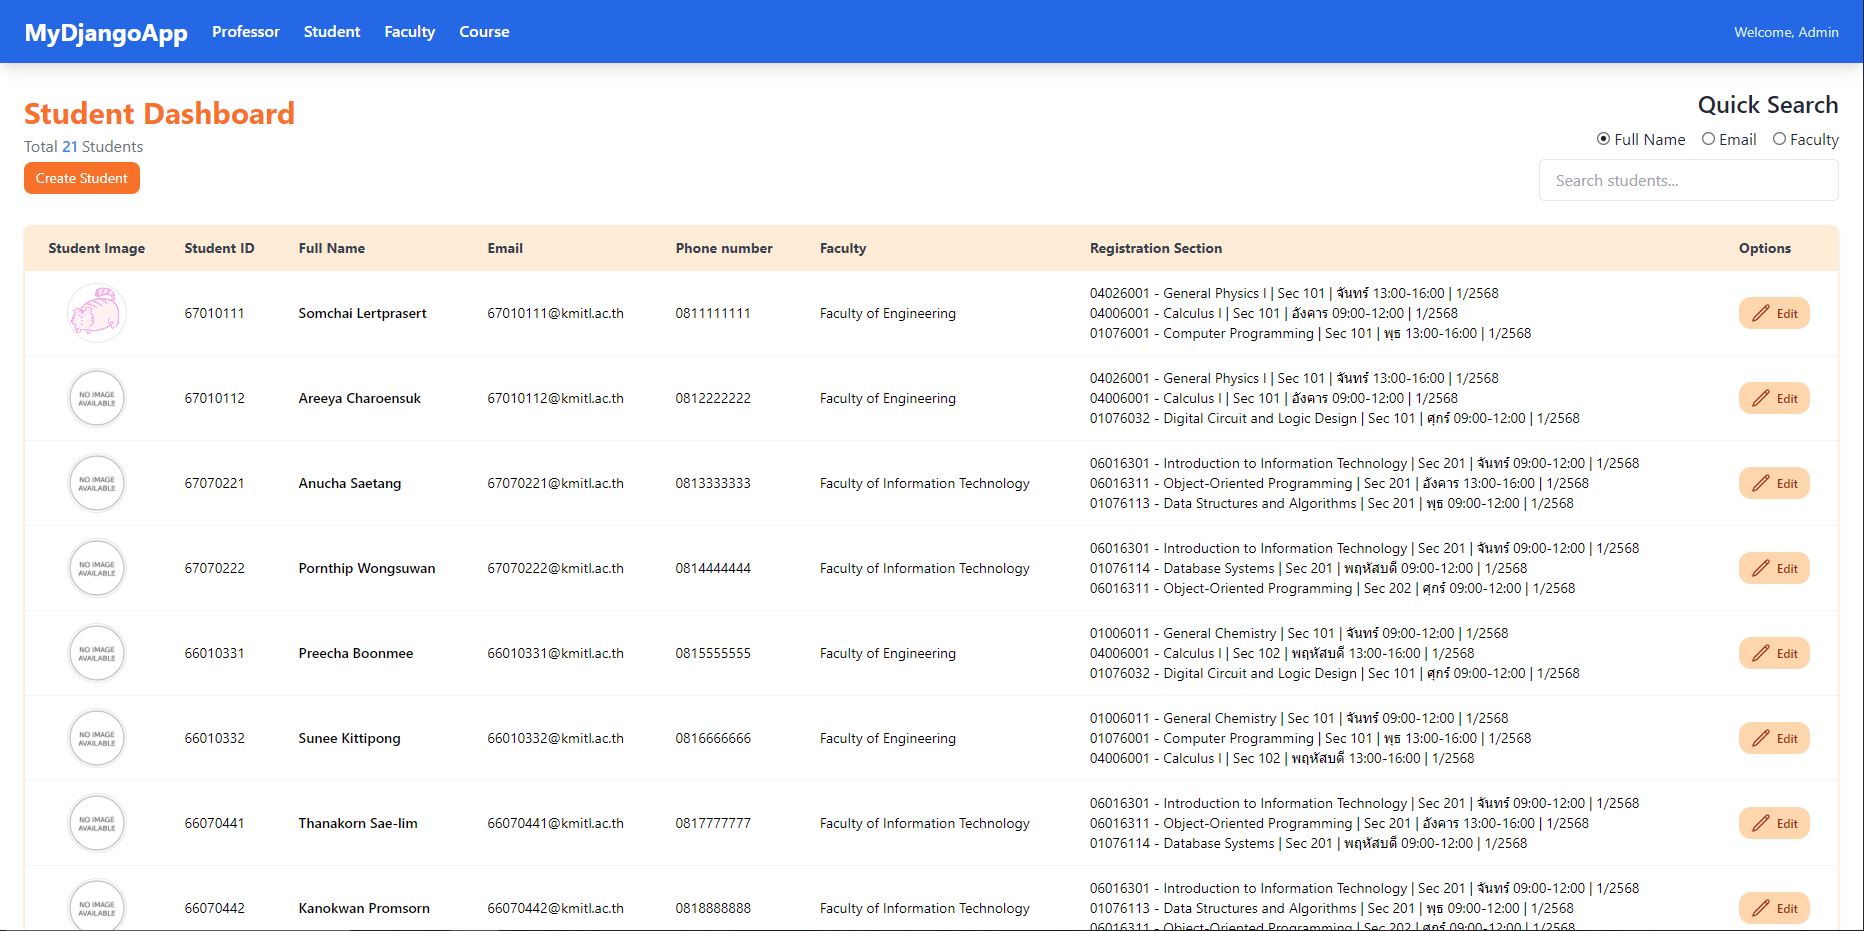 MyDjangoApp Professor Student Faculty Course Welcome, Admin
Student Dashboard
Total 21 Students
Create Student
Quick Search
Full Name Email Faculty
Search students...
Student Image Student ID Full Name Email Phone number Faculty Registration Section Options
67010111 Somchai Lertprasert 67010111@kmitl.ac.th 0811111111 Faculty of Engineering
04026001 - General Physics I | Sec 101 | จันทร์ 13:00-16:00 | 1/2568
04006001 - Calculus I | Sec 101 | อังคาร 09:00-12:00 | 1/2568
01076001 - Computer Programming | Sec 101 | พุธ 13:00-16:00 | 1/2568
Edit
NO IMAGE
AVAILABLE
67010112 Areeya Charoensuk 67010112@kmitl.ac.th 0812222222 Faculty of Engineering
04026001 - General Physics I | Sec 101 | จันทร์ 13:00-16:00 | 1/2568
04006001 - Calculus I | Sec 101 | อังคาร 09:00-12:00 | 1/2568
01076032 - Digital Circuit and Logic Design | Sec 101 | ศุกร์ 09:00-12:00 | 1/2568
Edit
NO IMAGE
AVAILABLE
67070221 Anucha Saetang 67070221@kmitl.ac.th 0813333333 Faculty of Information Technology
06016301 - Introduction to Information Technology | Sec 201 | จันทร์ 09:00-12:00 | 1/2568
06016311 - Object-Oriented Programming | Sec 201 | อังคาร 13:00-16:00 | 1/2568
01076113 - Data Structures and Algorithms | Sec 201 | พุธ 09:00-12:00 | 1/2568
Edit
NO IMAGE
AVAILABLE
67070222 Pornthip Wongsuwan 67070222@kmitl.ac.th 0814444444 Faculty of Information Technology
06016301 - Introduction to Information Technology | Sec 201 | จันทร์ 09:00-12:00 | 1/2568
01076114 - Database Systems | Sec 201 | พฤหัสบดี 09:00-12:00 | 1/2568
06016311 - Object-Oriented Programming | Sec 202 | ศุกร์ 09:00-12:00 | 1/2568
Edit
NO IMAGE
AVAILABLE
66010331 Preecha Boonmee 66010331@kmitl.ac.th 0815555555 Faculty of Engineering
01006011 - General Chemistry | Sec 101 | จันทร์ 09:00-12:00 | 1/2568
04006001 - Calculus I | Sec 102 | พฤหัสบดี 13:00-16:00 | 1/2568
01076032 - Digital Circuit and Logic Design | Sec 101 | ศุกร์ 09:00-12:00 | 1/2568
Edit
NO IMAGE
AVAILABLE
66010332 Sunee Kittipong 66010332@kmitl.ac.th 0816666666 Faculty of Engineering
01006011 - General Chemistry | Sec 101 | จันทร์ 09:00-12:00 | 1/2568
01076001 - Computer Programming | Sec 101 | พุธ 13:00-16:00 | 1/2568
04006001 - Calculus I | Sec 102 | พฤหัสบดี 13:00-16:00 | 1/2568
Edit
NO IMAGE
AVAILABLE
66070441 Thanakorn Sae-lim 66070441@kmitl.ac.th 0817777777 Faculty of Information Technology
06016301 - Introduction to Information Technology | Sec 201 | จันทร์ 09:00-12:00 | 1/2568
06016311 - Object-Oriented Programming | Sec 201 | อังคาร 13:00-16:00 | 1/2568
01076114 - Database Systems | Sec 201 | พฤหัสบดี 09:00-12:00 | 1/2568
Edit
NO IMAGE
AVAILABLE
66070442 Kanokwan Promsorn 66070442@kmitl.ac.th 0818888888 Faculty of Information Technology
06016301 - Introduction to Information Technology | Sec 201 | จันทร์ 09:00-12:00 | 1/2568
01076113 - Data Structures and Algorithms | Sec 201 | พุธ 09:00-12:00 | 1/2568
06016311 - Object-Oriented Programming | Sec 202 | ศุกร์ 09:00-12:00 | 1/2568
Edit